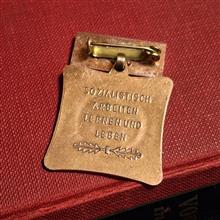 SOZIALISTISCH
ARBEITEN
LERNEN UND
LEBEN